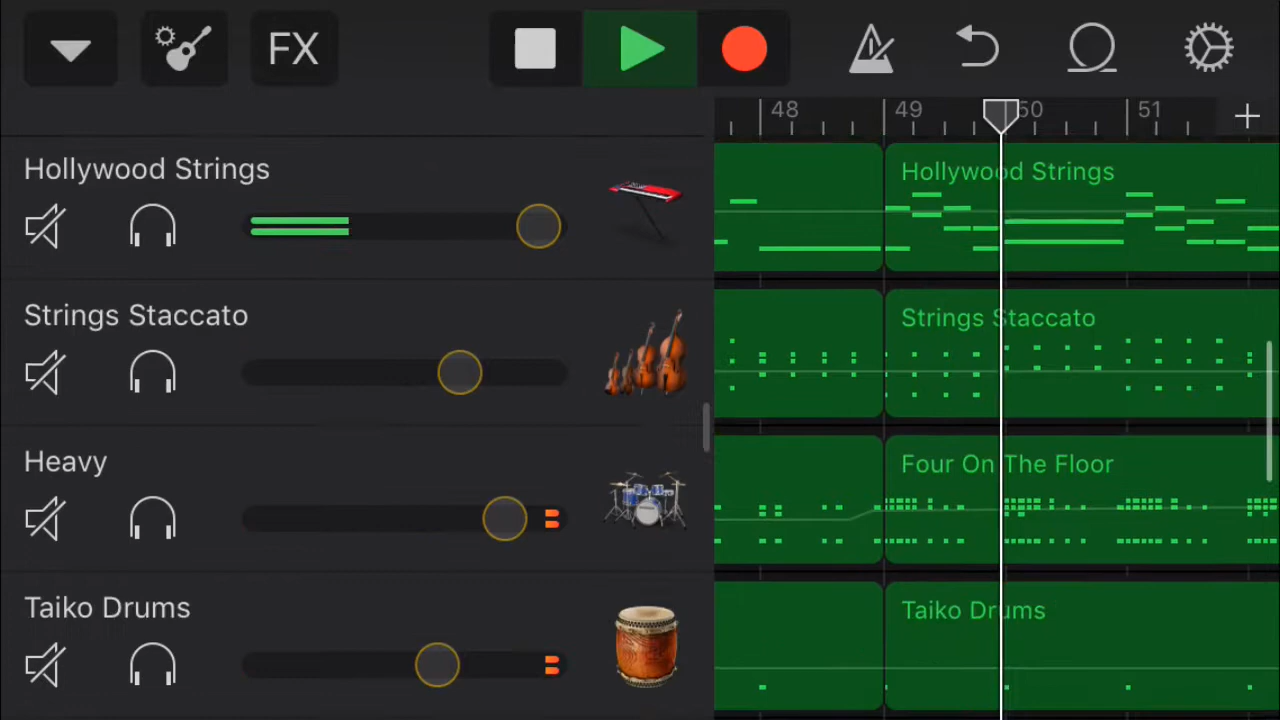 FX
48 49 50 51 +
Hollywood Strings
Hollywood Strings
Strings Staccato
Strings Staccato
Heavy
Four On The Floor
Taiko Drums
Taiko Drums